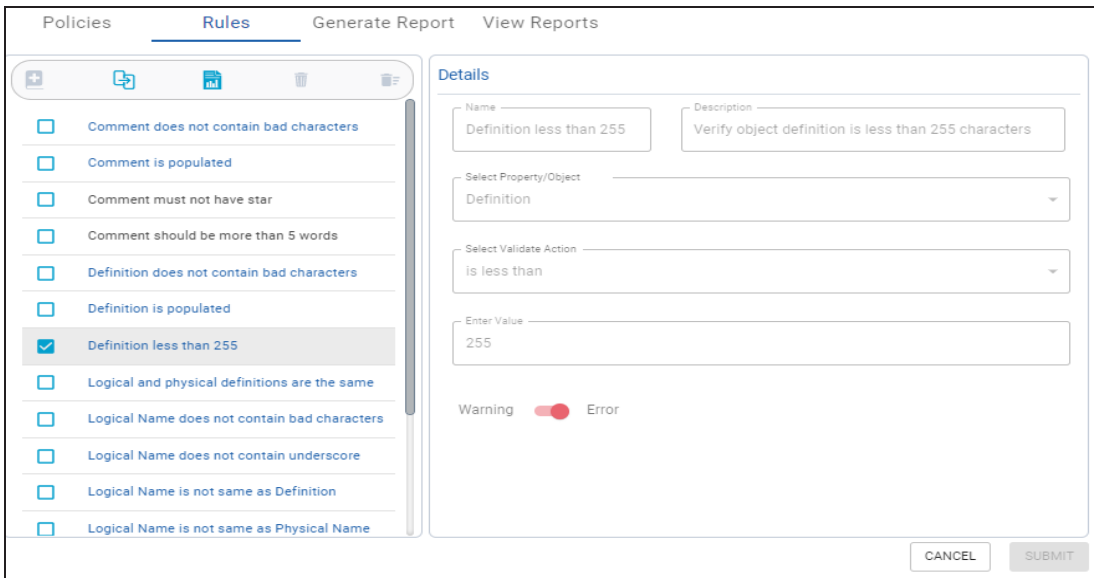 Policies Rules Generate Report View Reports
Comment does not contain bad characters
Comment is populated
Comment must not have star
Comment should be more than 5 words
Definition does not contain bad characters
Definition is populated
Definition less than 255
Logical and physical definitions are the same
Logical Name does not contain bad characters
Logical Name does not contain underscore
Logical Name is not same as Definition
Logical Name is not same as Physical Name
Details
Name
Definition less than 255
Description
Verify object definition is less than 255 characters
Select Property/Object
Definition
Select Validate Action
is less than
Enter Value
255
Warning Error
CANCEL SUBMIT